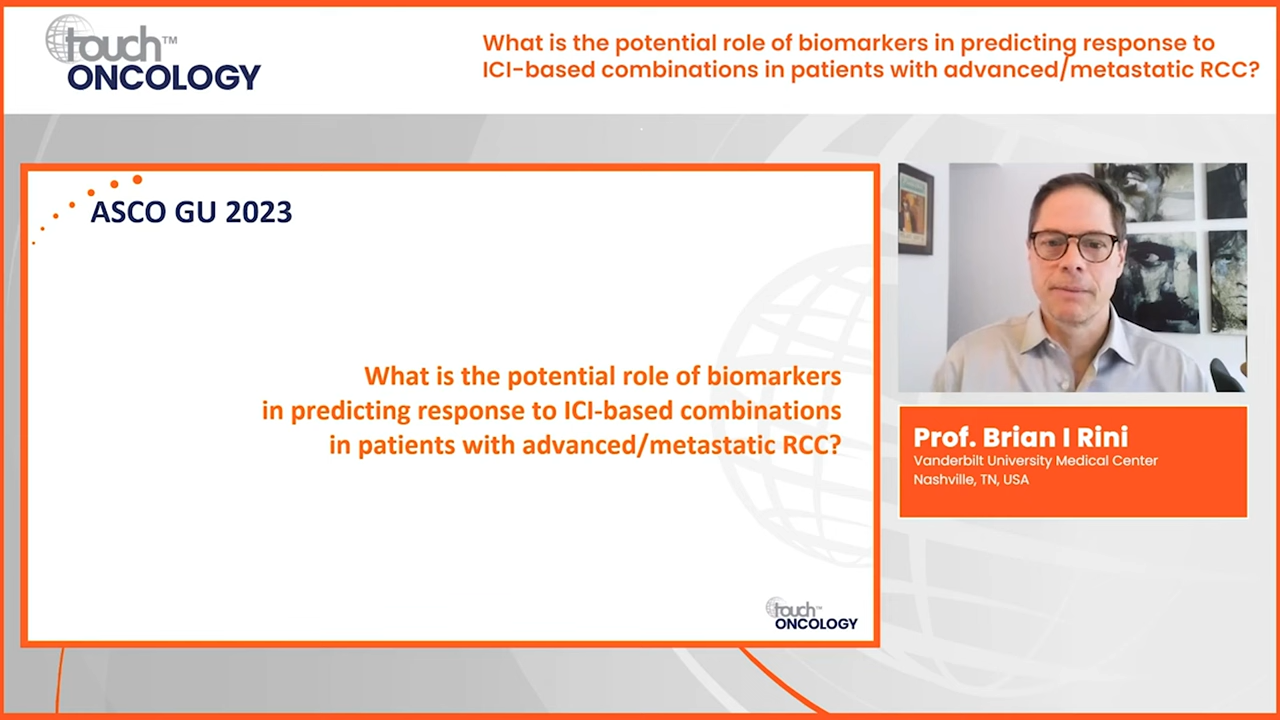 touch™
ONCOLOGY
What is the potential role of biomarkers in predicting response to
ICI-based combinations in patients with advanced/metastatic RCC?
ASCO GU 2023
What is the potential role of biomarkers
in predicting response to ICI-based combinations
in patients with advanced/metastatic RCC?
touch™
ONCOLOGY
Prof. Brian I Rini
Vanderbilt University Medical Center
Nashville, TN, USA